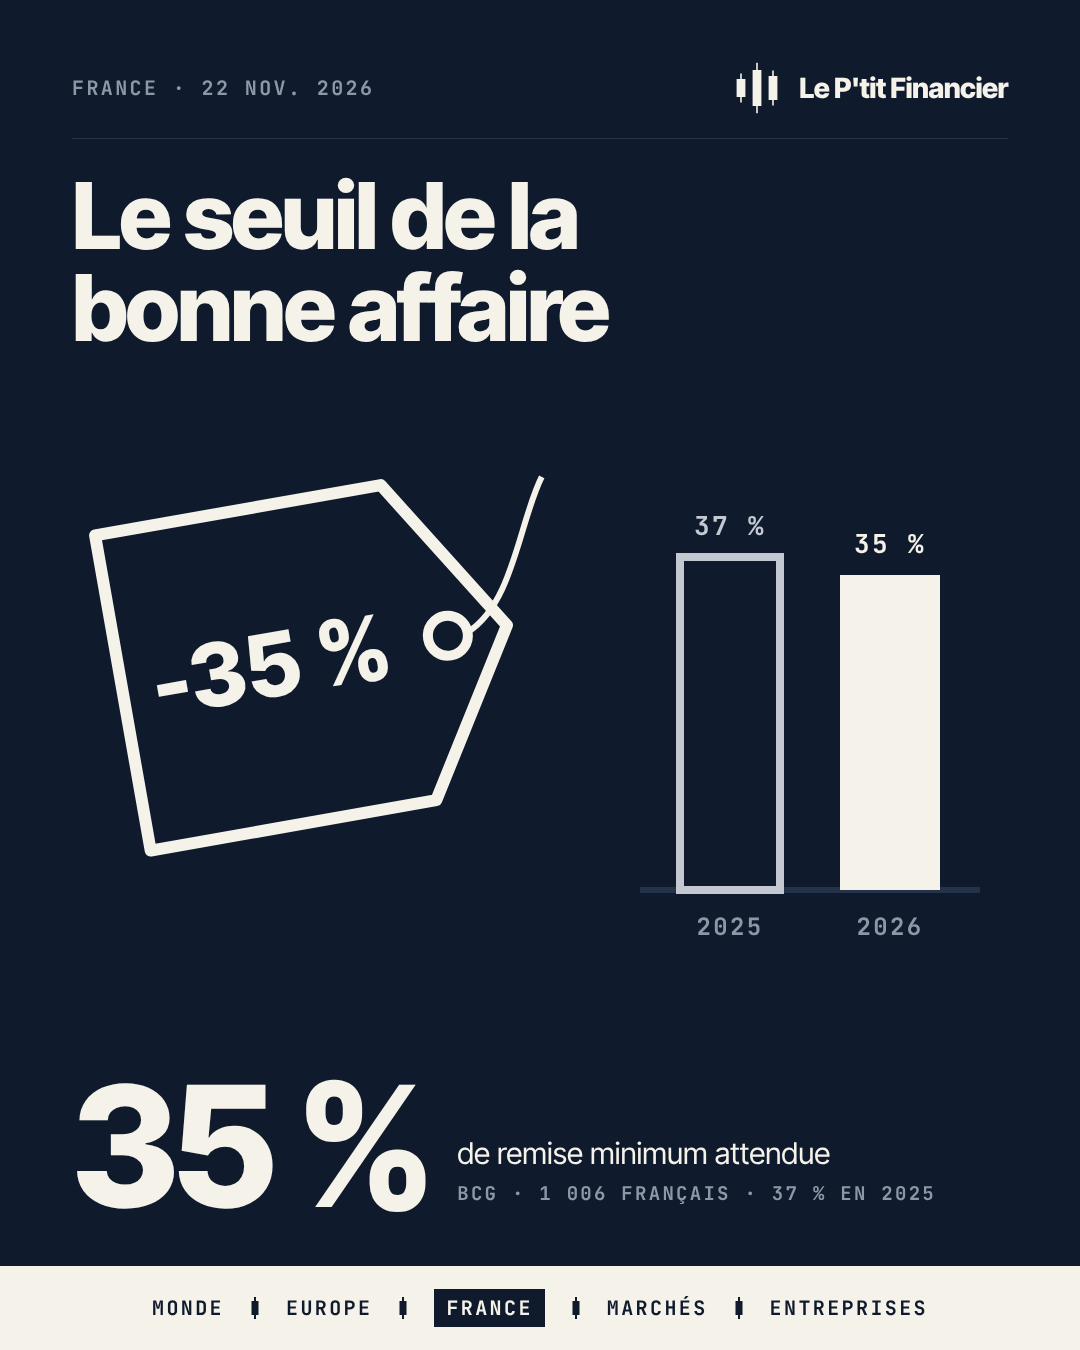 FRANCE · 22 NOV. 2026
Le P'tit Financier
Le seuil de la
bonne affaire
-35 %
37 %
35 %
2025
2026
35 %
de remise minimum attendue
BCG · 1 006 FRANÇAIS · 37 % EN 2025
MONDE
EUROPE
FRANCE
MARCHÉS
ENTREPRISES